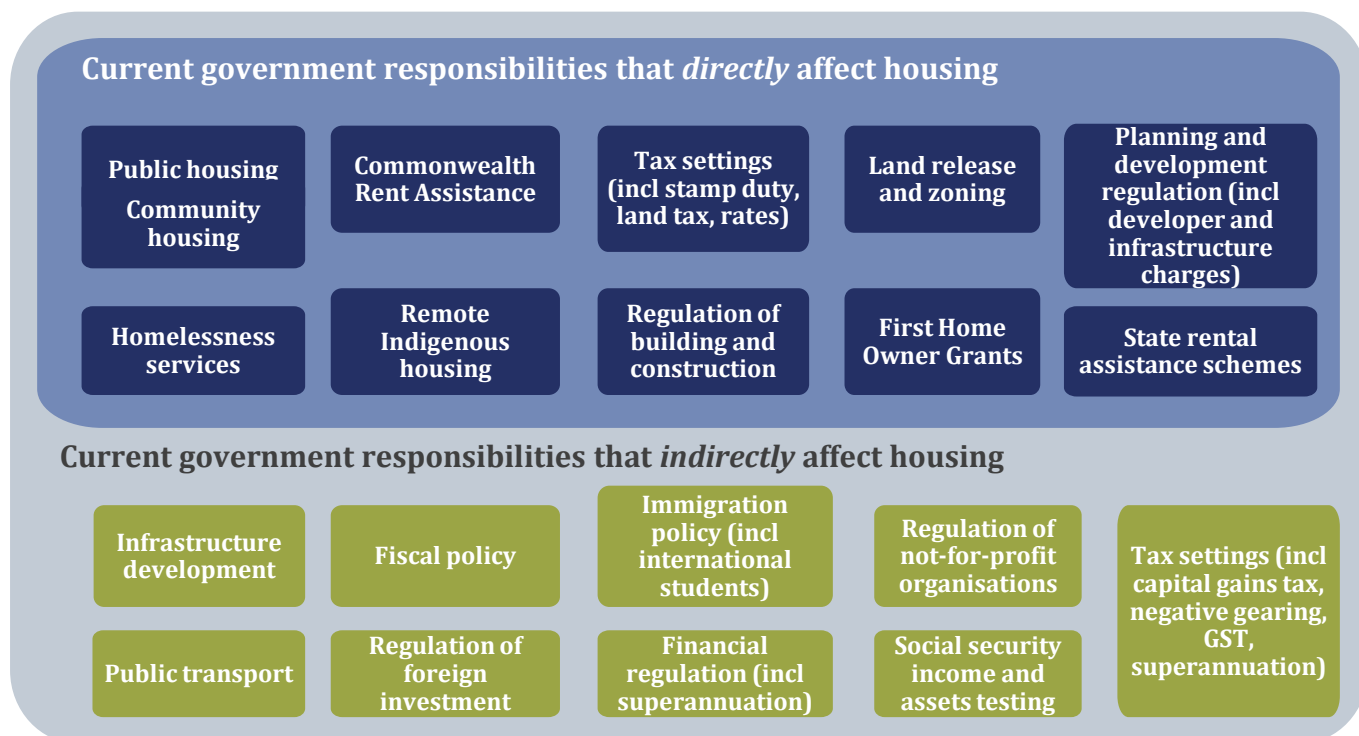 Current government responsibilities that directly affect housing
Public housing
Community
housing
Commonwealth
Rent Assistance
Tax settings
(incl stamp duty,
land tax, rates)
Land release
and zoning
Planning and
development
regulation (incl
developer and
infrastructure
charges)
Homelessness
services
Remote
Indigenous
housing
Regulation of
building and
construction
First Home
Owner Grants
State rental
assistance schemes
Current government responsibilities that indirectly affect housing
Infrastructure
development
Fiscal policy
Immigration
policy (incl
international
students)
Regulation of
not-for-profit
organisations
Tax settings (incl
capital gains tax,
negative gearing,
GST,
superannuation)
Public transport
Regulation of
foreign
investment
Financial
regulation (incl
superannuation)
Social security
income and
assets testing